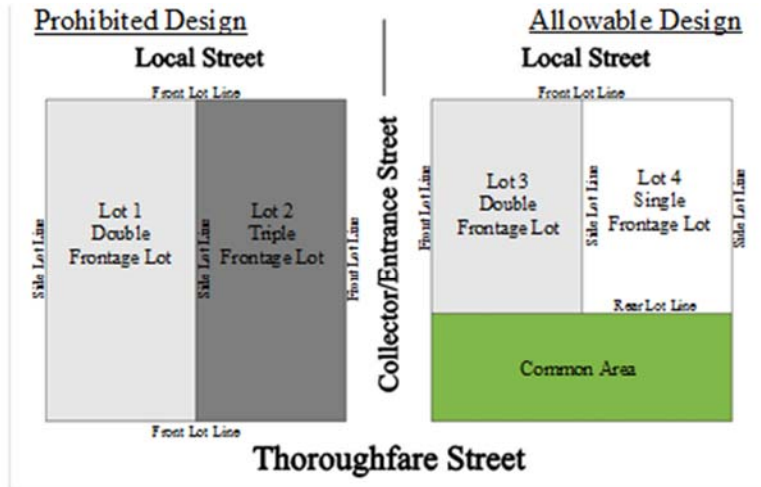 Prohibited Design
Allowable Design
Local Street
Local Street
Front Lot Line
Front Lot Line
Side Lot Line
Lot 1
Double
Frontage Lot
Side Lot Line
Lot 2
Triple
Frontage Lot
Front Lot Line
Collector/Entrance Street
Front Lot Line
Lot 3
Double
Frontage Lot
Side Lot Line
Lot 4
Single
Frontage Lot
Side Lot Line
Rear Lot Line
Common Area
Front Lot Line
Thoroughfare Street